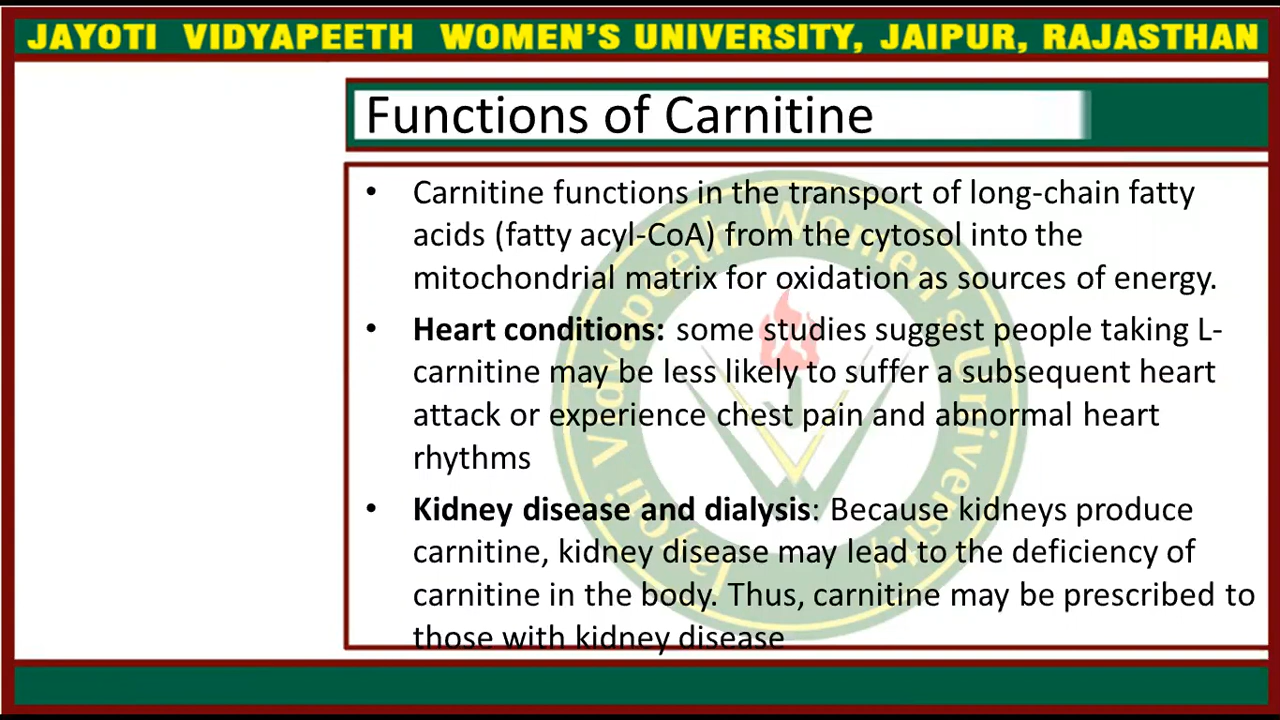 JAYOTI VIDYAPEETH WOMEN'S UNIVERSITY, JAIPUR, RAJASTHAN
Functions of Carnitine
• Carnitine functions in the transport of long-chain fatty
acids (fatty acyl-CoA) from the cytosol into the
mitochondrial matrix for oxidation as sources of energy.
• Heart conditions: some studies suggest people taking L-
carnitine may be less likely to suffer a subsequent heart
attack or experience chest pain and abnormal heart
rhythms
• Kidney disease and dialysis: Because kidneys produce
carnitine, kidney disease may lead to the deficiency of
carnitine in the body. Thus, carnitine may be prescribed to
those with kidney disease
Jayoti Vidyapeeth Women's University